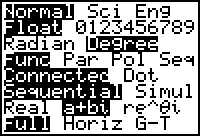 Normal Sci Eng
Float 0123456789
Radian Degree
Func Par Pol Seq
Connected Dot
Sequential Simul
Real a+bi re^θi
Full Horiz G-T